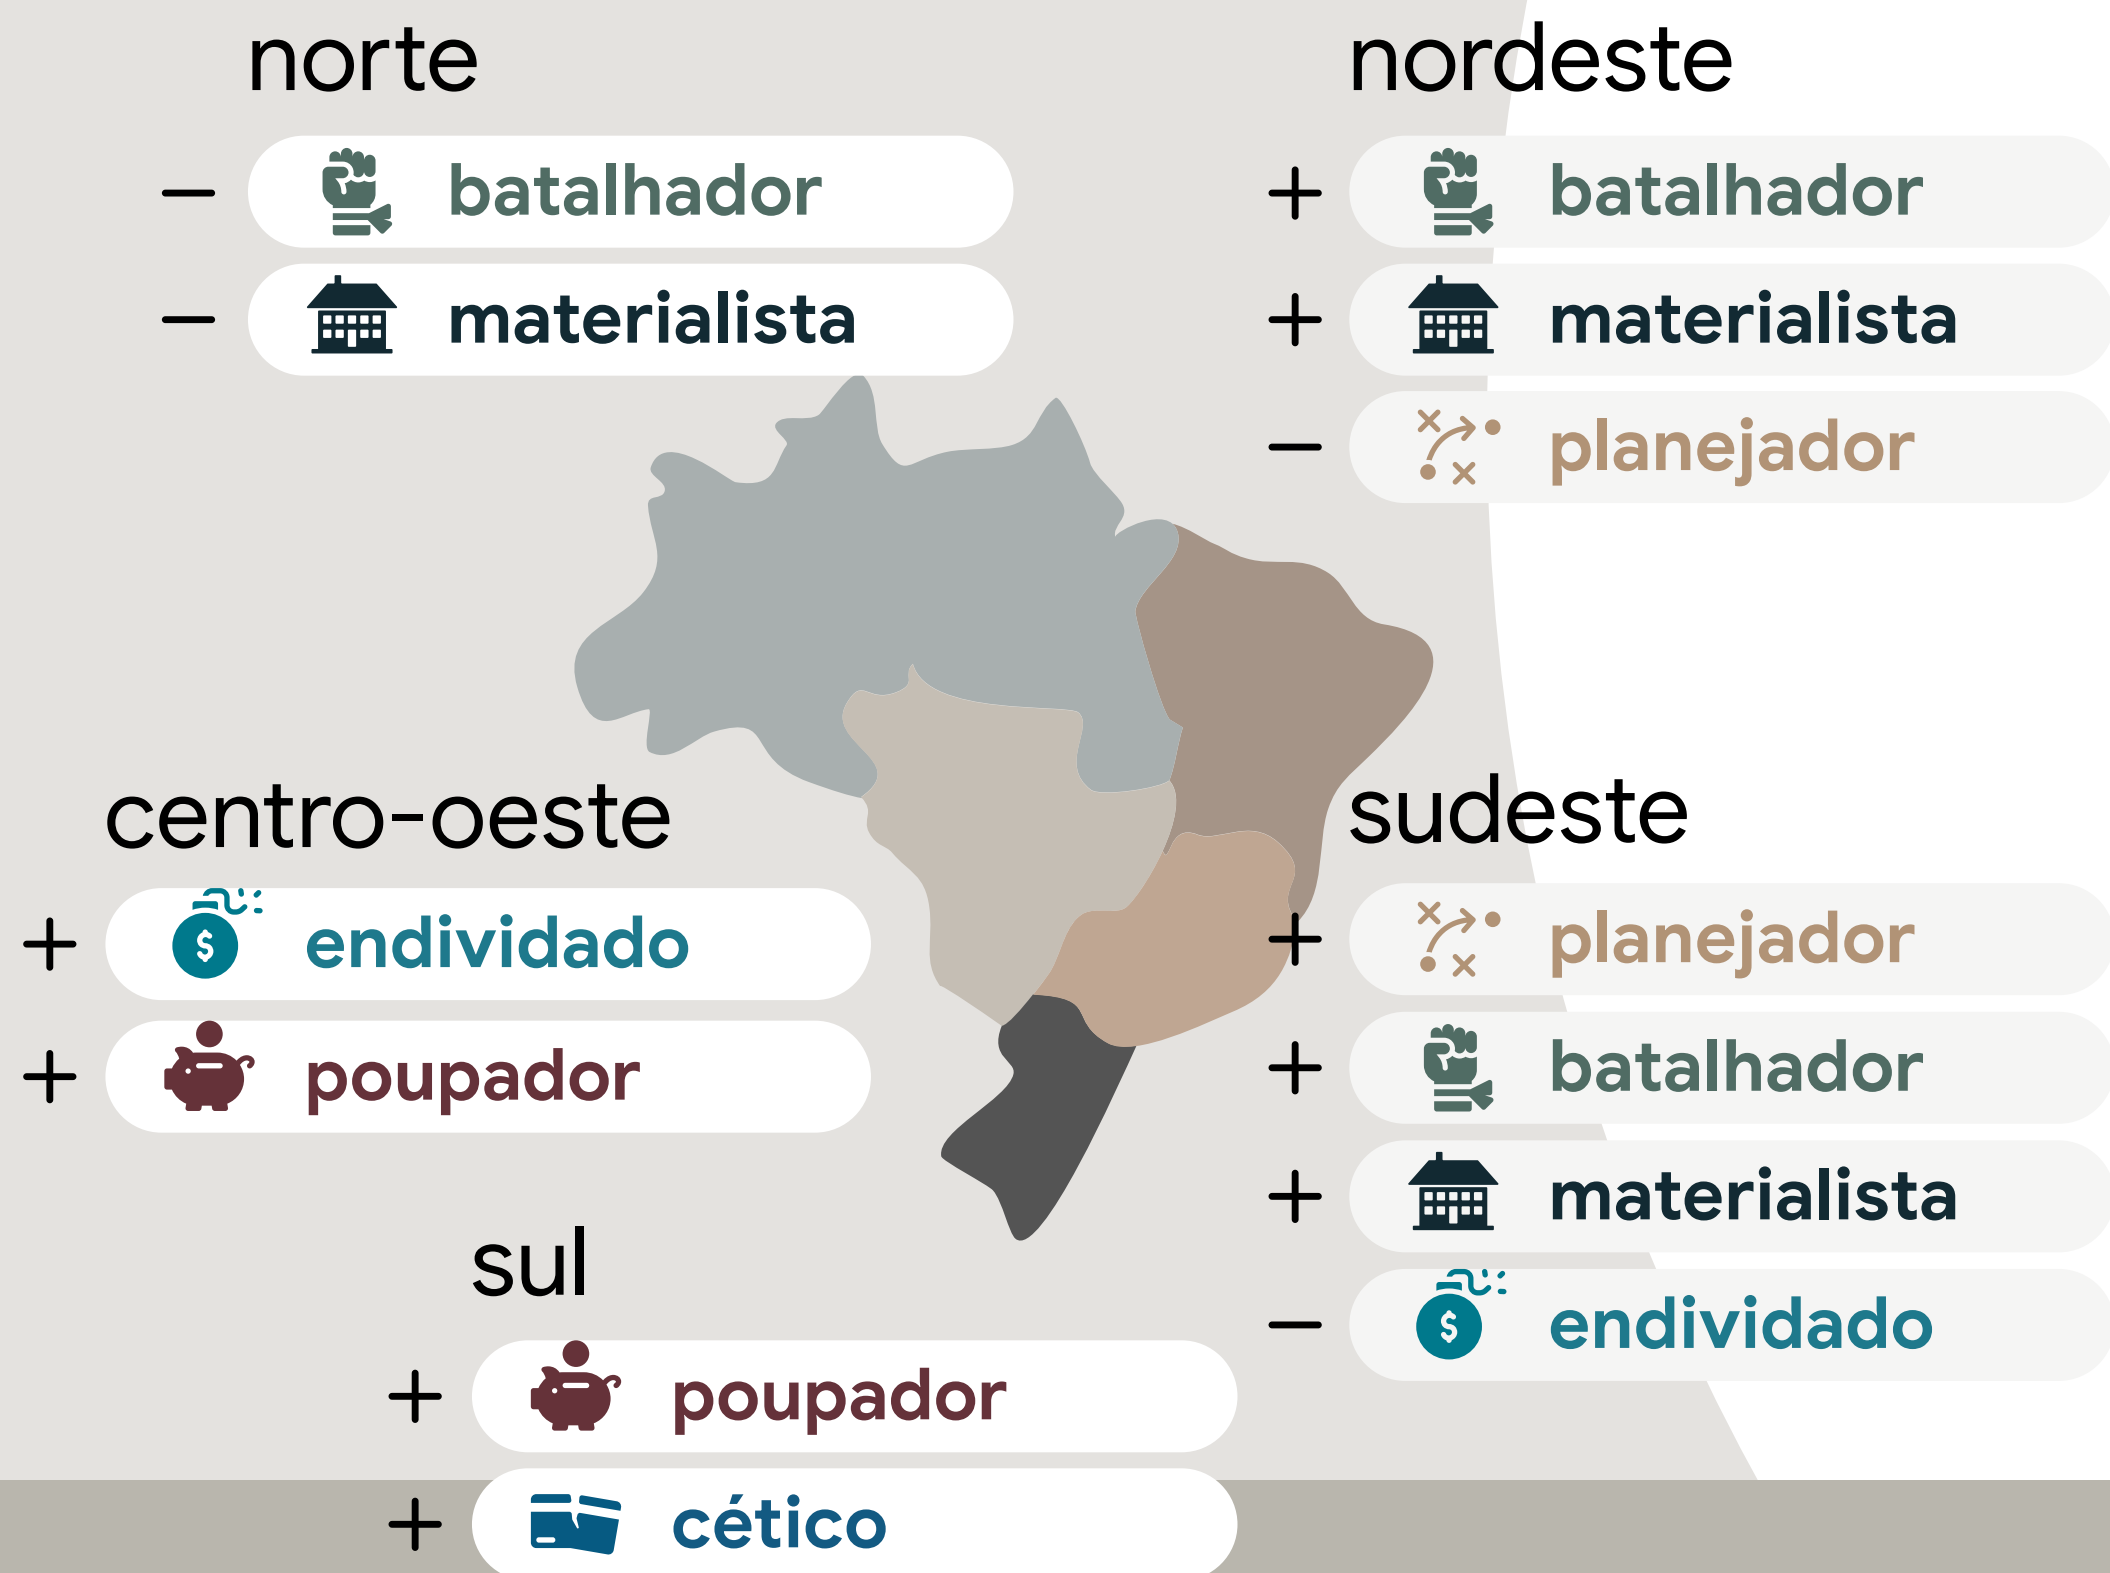 norte
− batalhador
− materialista
nordeste
+ batalhador
+ materialista
− planejador
centro-oeste
+ $ endividado
+ poupador
sudeste
+ planejador
+ batalhador
+ materialista
− $ endividado
sul
+ poupador
+ cético